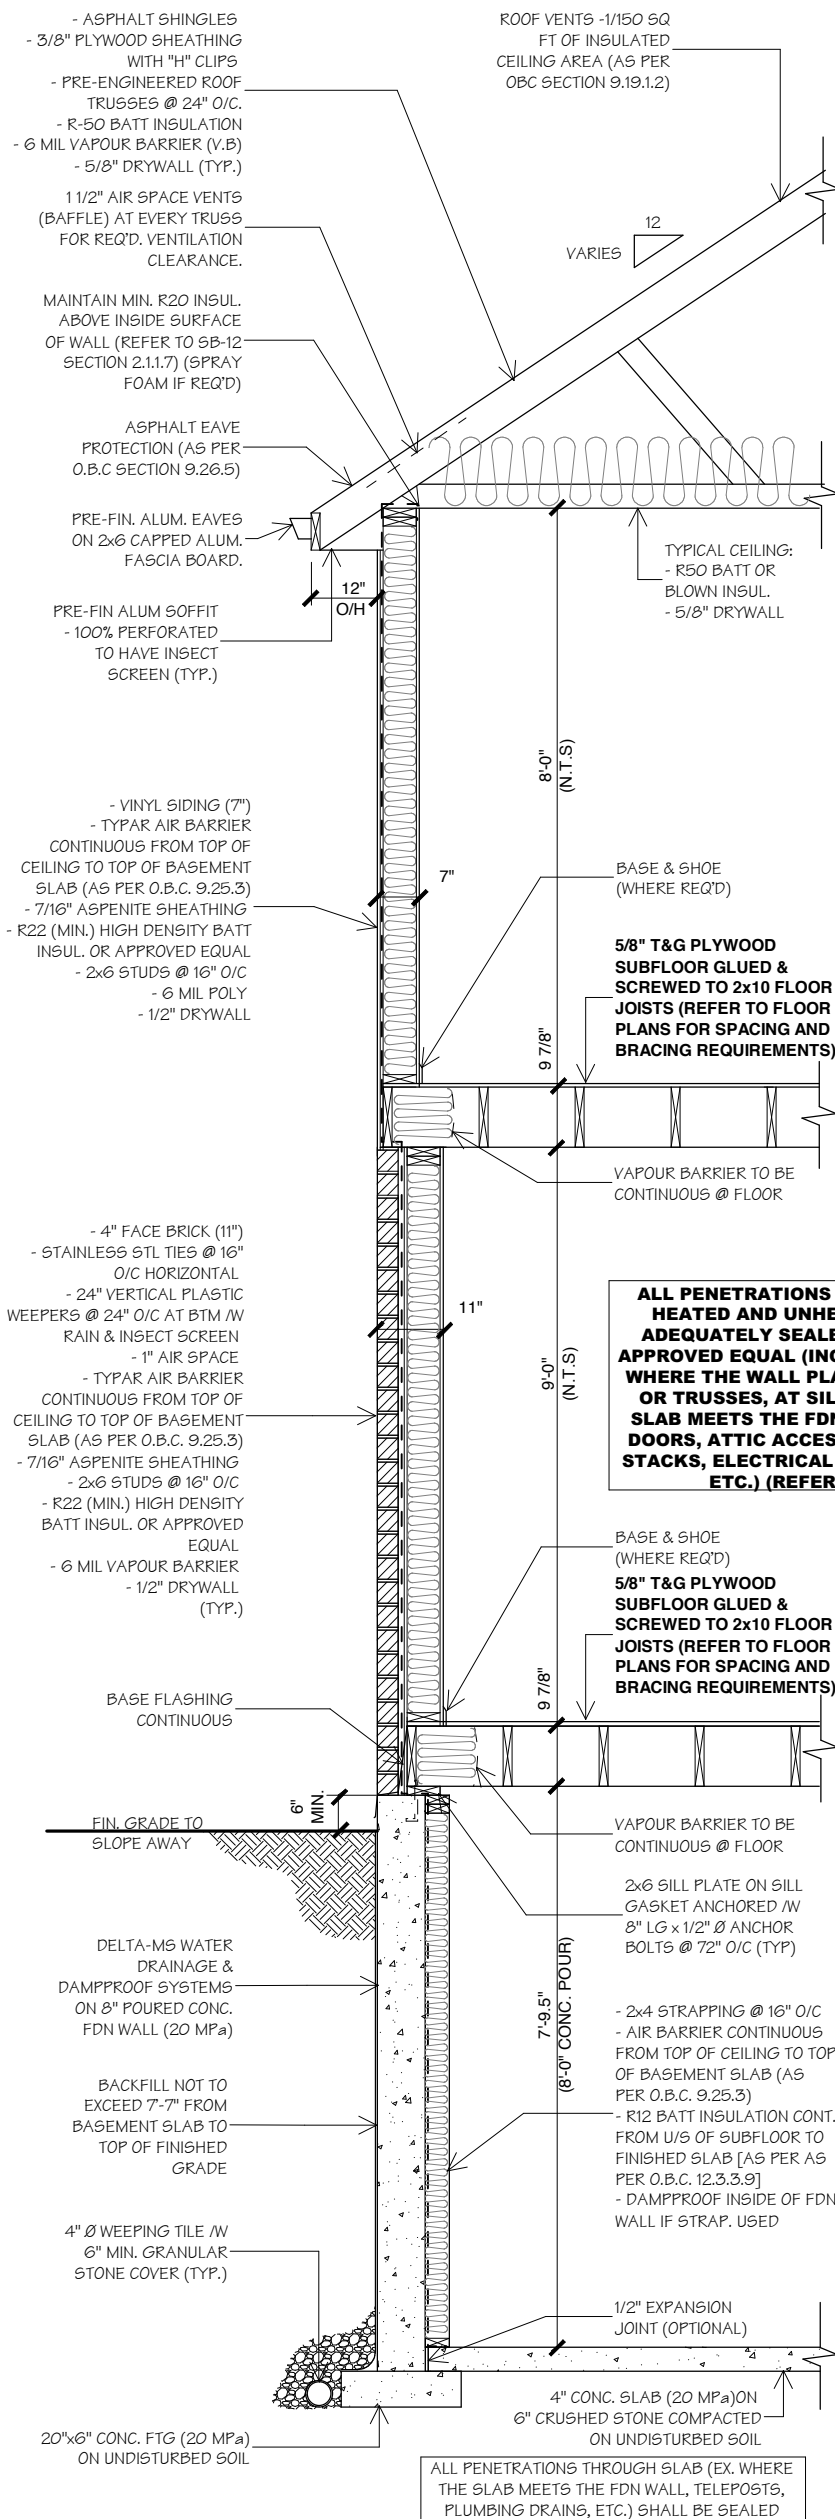 - ASPHALT SHINGLES
- 3/8" PLYWOOD SHEATHING
WITH "H" CLIPS
- PRE-ENGINEERED ROOF
TRUSSES @ 24" O/C.
- R-50 BATT INSULATION
- 6 MIL VAPOUR BARRIER (V.B)
- 5/8" DRYWALL (TYP.)
ROOF VENTS -1/150 SQ
FT OF INSULATED
CEILING AREA (AS PER
OBC SECTION 9.19.1.2)
1 1/2" AIR SPACE VENTS
(BAFFLE) AT EVERY TRUSS
FOR REQ'D. VENTILATION
CLEARANCE.
12
VARIES
MAINTAIN MIN. R20 INSUL.
ABOVE INSIDE SURFACE
OF WALL (REFER TO SB-12
SECTION 2.1.1.7) (SPRAY
FOAM IF REQ'D)
ASPHALT EAVE
PROTECTION (AS PER
O.B.C SECTION 9.26.5)
PRE-FIN. ALUM. EAVES
ON 2x6 CAPPED ALUM.
FASCIA BOARD.
12"
O/H
TYPICAL CEILING:
- R50 BATT OR
BLOWN INSUL.
- 5/8" DRYWALL
PRE-FIN ALUM SOFFIT
- 100% PERFORATED
TO HAVE INSECT
SCREEN (TYP.)
8'-0"
(N.T.S)
- VINYL SIDING (7")
- TYPAR AIR BARRIER
CONTINUOUS FROM TOP OF
CEILING TO TOP OF BASEMENT
SLAB (AS PER O.B.C. 9.25.3)
- 7/16" ASPENITE SHEATHING
- R22 (MIN.) HIGH DENSITY BATT
INSUL. OR APPROVED EQUAL
- 2x6 STUDS @ 16" O/C
- 6 MIL POLY
- 1/2" DRYWALL
7"
BASE & SHOE
(WHERE REQ'D)
5/8" T&G PLYWOOD
SUBFLOOR GLUED &
SCREWED TO 2x10 FLOOR
JOISTS (REFER TO FLOOR
PLANS FOR SPACING AND
BRACING REQUIREMENTS)
9 7/8"
VAPOUR BARRIER TO BE
CONTINUOUS @ FLOOR
- 4" FACE BRICK (11")
- STAINLESS STL TIES @ 16"
O/C HORIZONTAL
- 24" VERTICAL PLASTIC
WEEPERS @ 24" O/C AT BTM /W
RAIN & INSECT SCREEN
- 1" AIR SPACE
- TYPAR AIR BARRIER
CONTINUOUS FROM TOP OF
CEILING TO TOP OF BASEMENT
SLAB (AS PER O.B.C. 9.25.3)
- 7/16" ASPENITE SHEATHING
- 2x6 STUDS @ 16" O/C
- R22 (MIN.) HIGH DENSITY
BATT INSUL. OR APPROVED
EQUAL
- 6 MIL VAPOUR BARRIER
- 1/2" DRYWALL
(TYP.)
11"
9'-0"
(N.T.S)
ALL PENETRATIONS
HEATED AND UNHE
ADEQUATELY SEALE
APPROVED EQUAL (INC
WHERE THE WALL PLA
OR TRUSSES, AT SIL
SLAB MEETS THE FDN
DOORS, ATTIC ACCES
STACKS, ELECTRICAL
ETC.) (REFER
BASE & SHOE
(WHERE REQ'D)
5/8" T&G PLYWOOD
SUBFLOOR GLUED &
SCREWED TO 2x10 FLOOR
JOISTS (REFER TO FLOOR
PLANS FOR SPACING AND
BRACING REQUIREMENTS)
9 7/8"
BASE FLASHING
CONTINUOUS
6"
MIN.
FIN. GRADE TO
SLOPE AWAY
VAPOUR BARRIER TO BE
CONTINUOUS @ FLOOR
2x6 SILL PLATE ON SILL
GASKET ANCHORED /W
8" LG x 1/2" Ø ANCHOR
BOLTS @ 72" O/C (TYP)
DELTA-MS WATER
DRAINAGE &
DAMPPROOF SYSTEMS
ON 8" POURED CONC.
FDN WALL (20 MPa)
7'-9.5"
(8'-0" CONC. POUR)
- 2x4 STRAPPING @ 16" O/C
- AIR BARRIER CONTINUOUS
FROM TOP OF CEILING TO TOP
OF BASEMENT SLAB (AS
PER O.B.C. 9.25.3)
- R12 BATT INSULATION CONT.
FROM U/S OF SUBFLOOR TO
FINISHED SLAB [AS PER AS
PER O.B.C. 12.3.3.9]
- DAMPPROOF INSIDE OF FDN
WALL IF STRAP. USED
BACKFILL NOT TO
EXCEED 7'-7" FROM
BASEMENT SLAB TO
TOP OF FINISHED
GRADE
4" Ø WEEPING TILE /W
6" MIN. GRANULAR
STONE COVER (TYP.)
1/2" EXPANSION
JOINT (OPTIONAL)
4" CONC. SLAB (20 MPa)ON
6" CRUSHED STONE COMPACTED
ON UNDISTURBED SOIL
20"x6" CONC. FTG (20 MPa)
ON UNDISTURBED SOIL
ALL PENETRATIONS THROUGH SLAB (EX. WHERE
THE SLAB MEETS THE FDN WALL, TELEPOSTS,
PLUMBING DRAINS, ETC.) SHALL BE SEALED